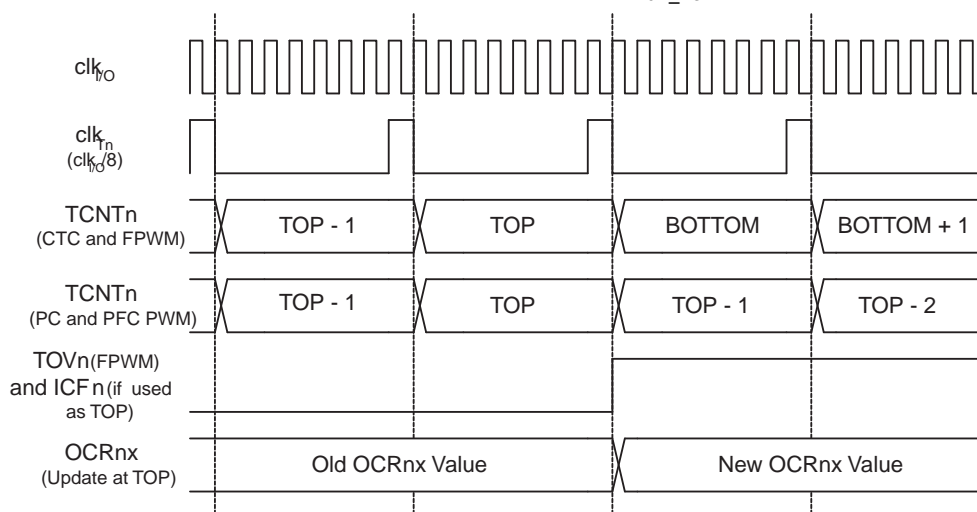 clkI/O
clkTn
(clkI/O/8)
TCNTn
(CTC and FPWM)
TOP - 1
TOP
BOTTOM
BOTTOM + 1
TCNTn
(PC and PFC PWM)
TOP - 1
TOP
TOP - 1
TOP - 2
TOVn(FPWM)
and ICFn(if used
as TOP)
OCRnx
(Update at TOP)
Old OCRnx Value
New OCRnx Value